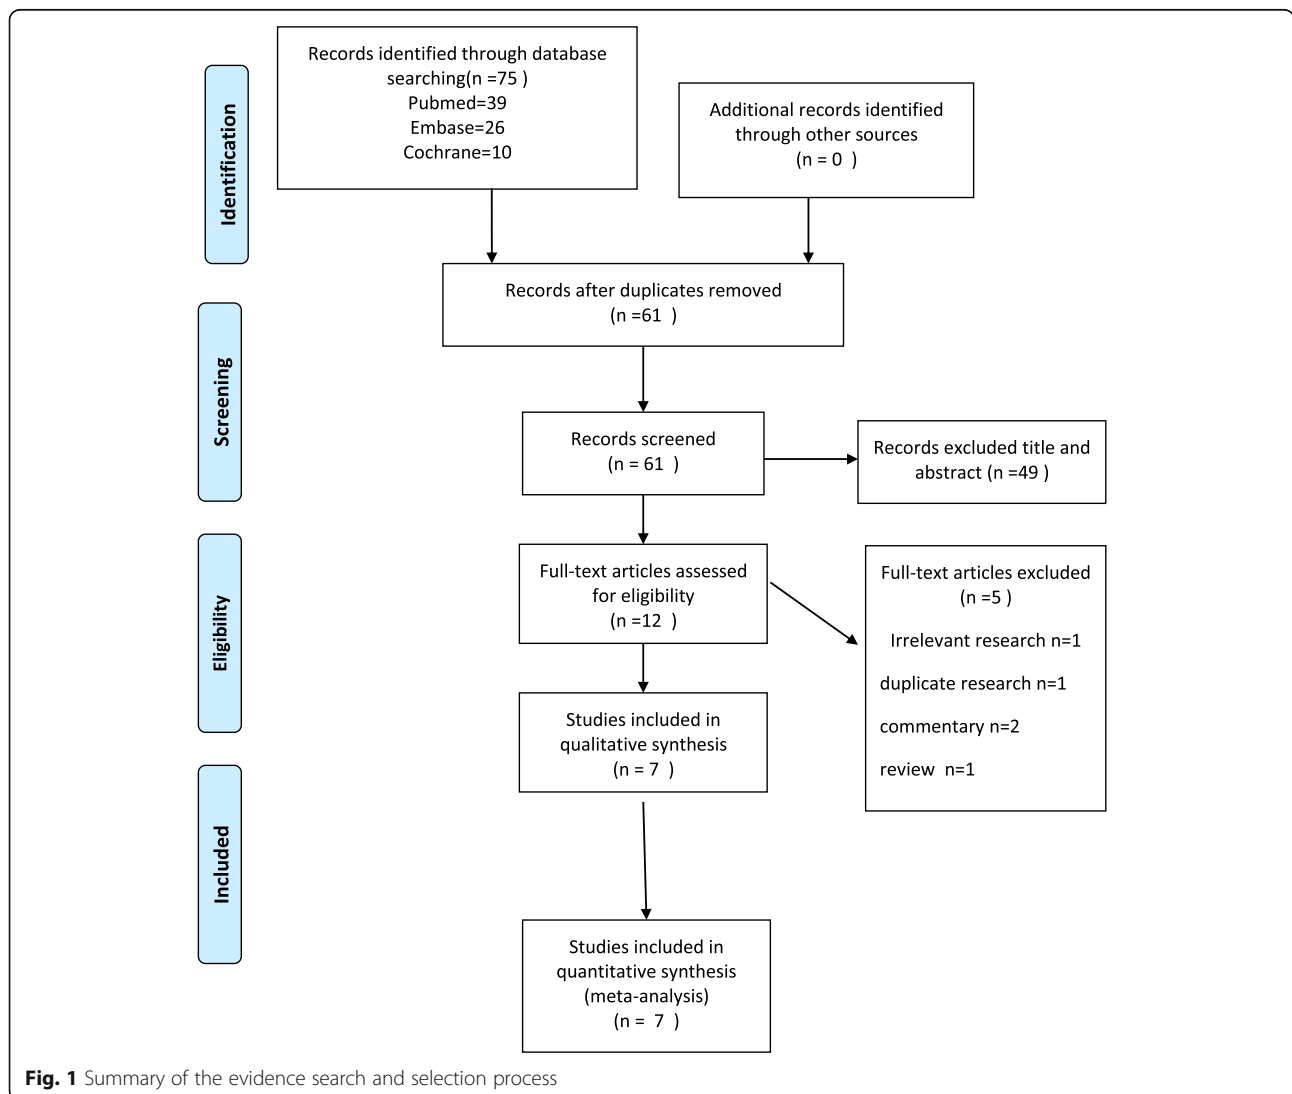 Identification
Records identified through database
searching(n =75 )
Pubmed=39
Embase=26
Cochrane=10
Additional records identified
through other sources
(n = 0 )
Records after duplicates removed
(n =61 )
Screening
Records screened
(n = 61 )
Records excluded title and
abstract (n =49 )
Eligibility
Full-text articles assessed
for eligibility
(n =12 )
Full-text articles excluded
(n =5 )
Irrelevant research n=1
duplicate research n=1
commentary n=2
review n=1
Studies included in
qualitative synthesis
(n = 7 )
Included
Studies included in
quantitative synthesis
(meta-analysis)
(n = 7 )
Fig. 1 Summary of the evidence search and selection process